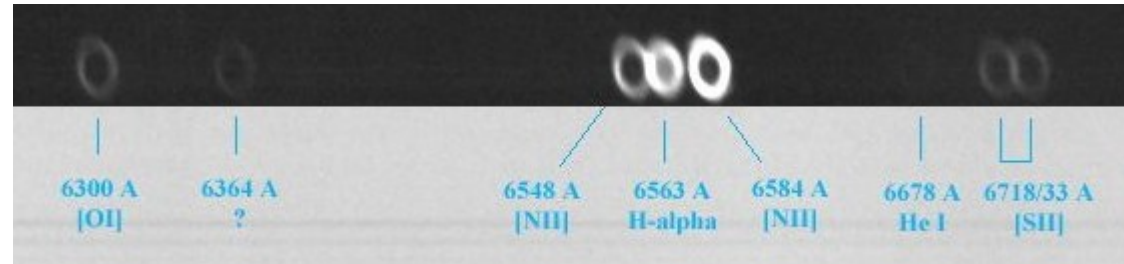 6300 A
[OI]
6364 A
?
6548 A
[NII]
6563 A
H-alpha
6584 A
[NII]
6678 A
He I
6718/33 A
[SII]